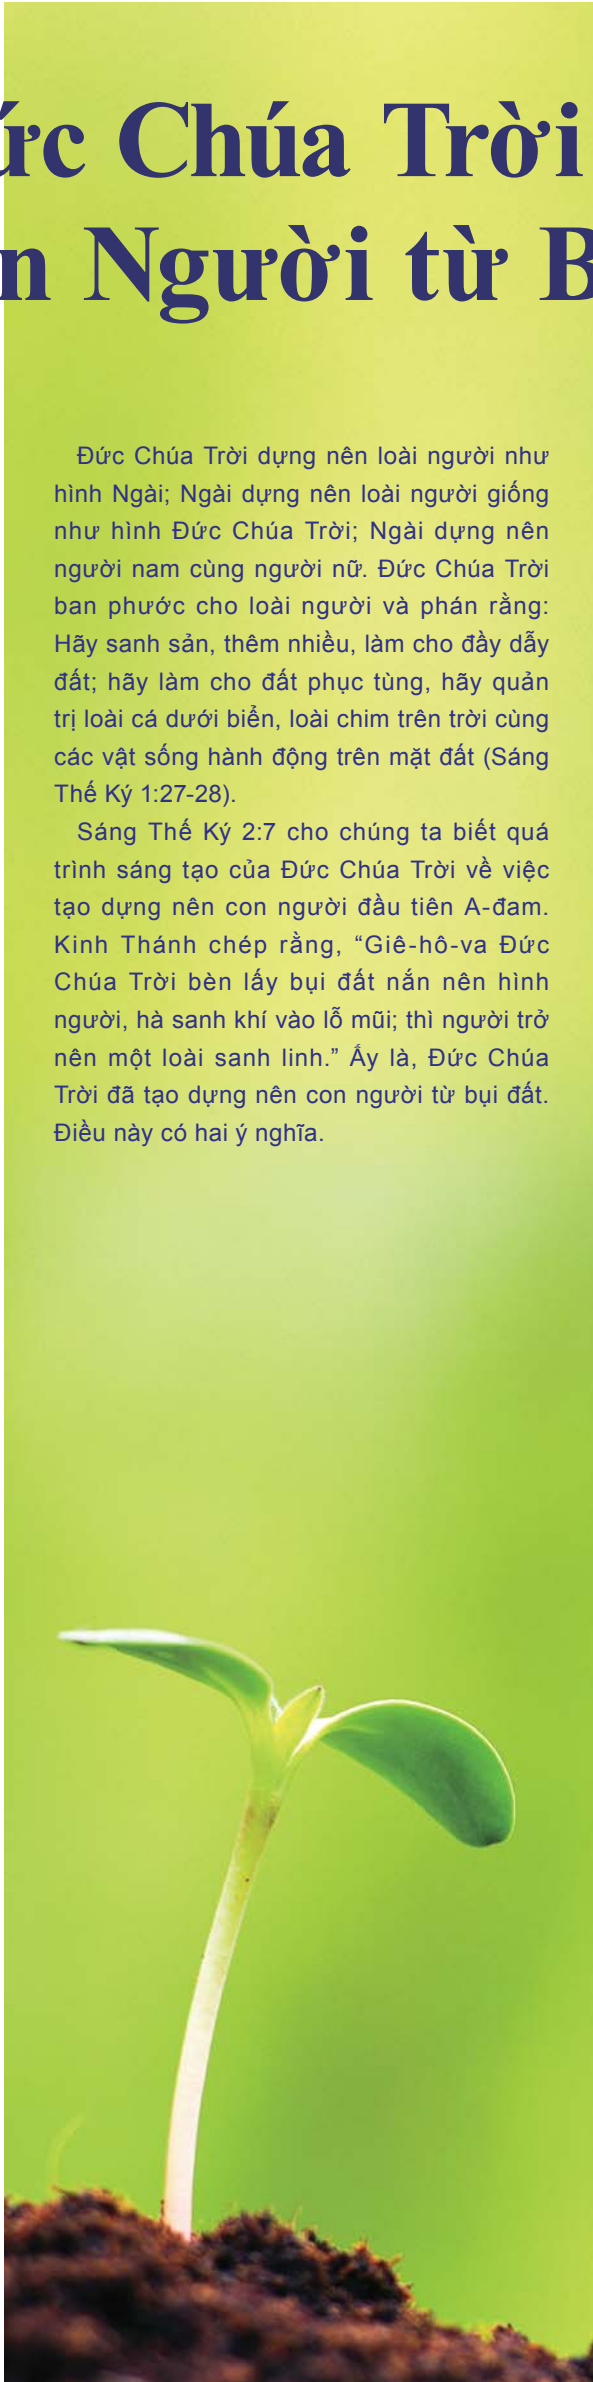 ức Chúa Trời
n Người từ B
Đức Chúa Trời dựng nên loài người như
hình Ngài; Ngài dựng nên loài người giống
như hình Đức Chúa Trời; Ngài dựng nên
người nam cùng người nữ. Đức Chúa Trời
ban phước cho loài người và phán rằng:
Hãy sanh sản, thêm nhiều, làm cho đầy dẫy
đất; hãy làm cho đất phục tùng, hãy quản
trị loài cá dưới biển, loài chim trên trời cùng
các vật sống hành động trên mặt đất (Sáng
Thế Ký 1:27-28).
Sáng Thế Ký 2:7 cho chúng ta biết quá
trình sáng tạo của Đức Chúa Trời về việc
tạo dựng nên con người đầu tiên A-đam.
Kinh Thánh chép rằng, “Giê-hô-va Đức
Chúa Trời bèn lấy bụi đất nắn nên hình
người, hà sanh khí vào lỗ mũi; thì người trở
nên một loài sanh linh.” Ấy là, Đức Chúa
Trời đã tạo dựng nên con người từ bụi đất.
Điều này có hai ý nghĩa.